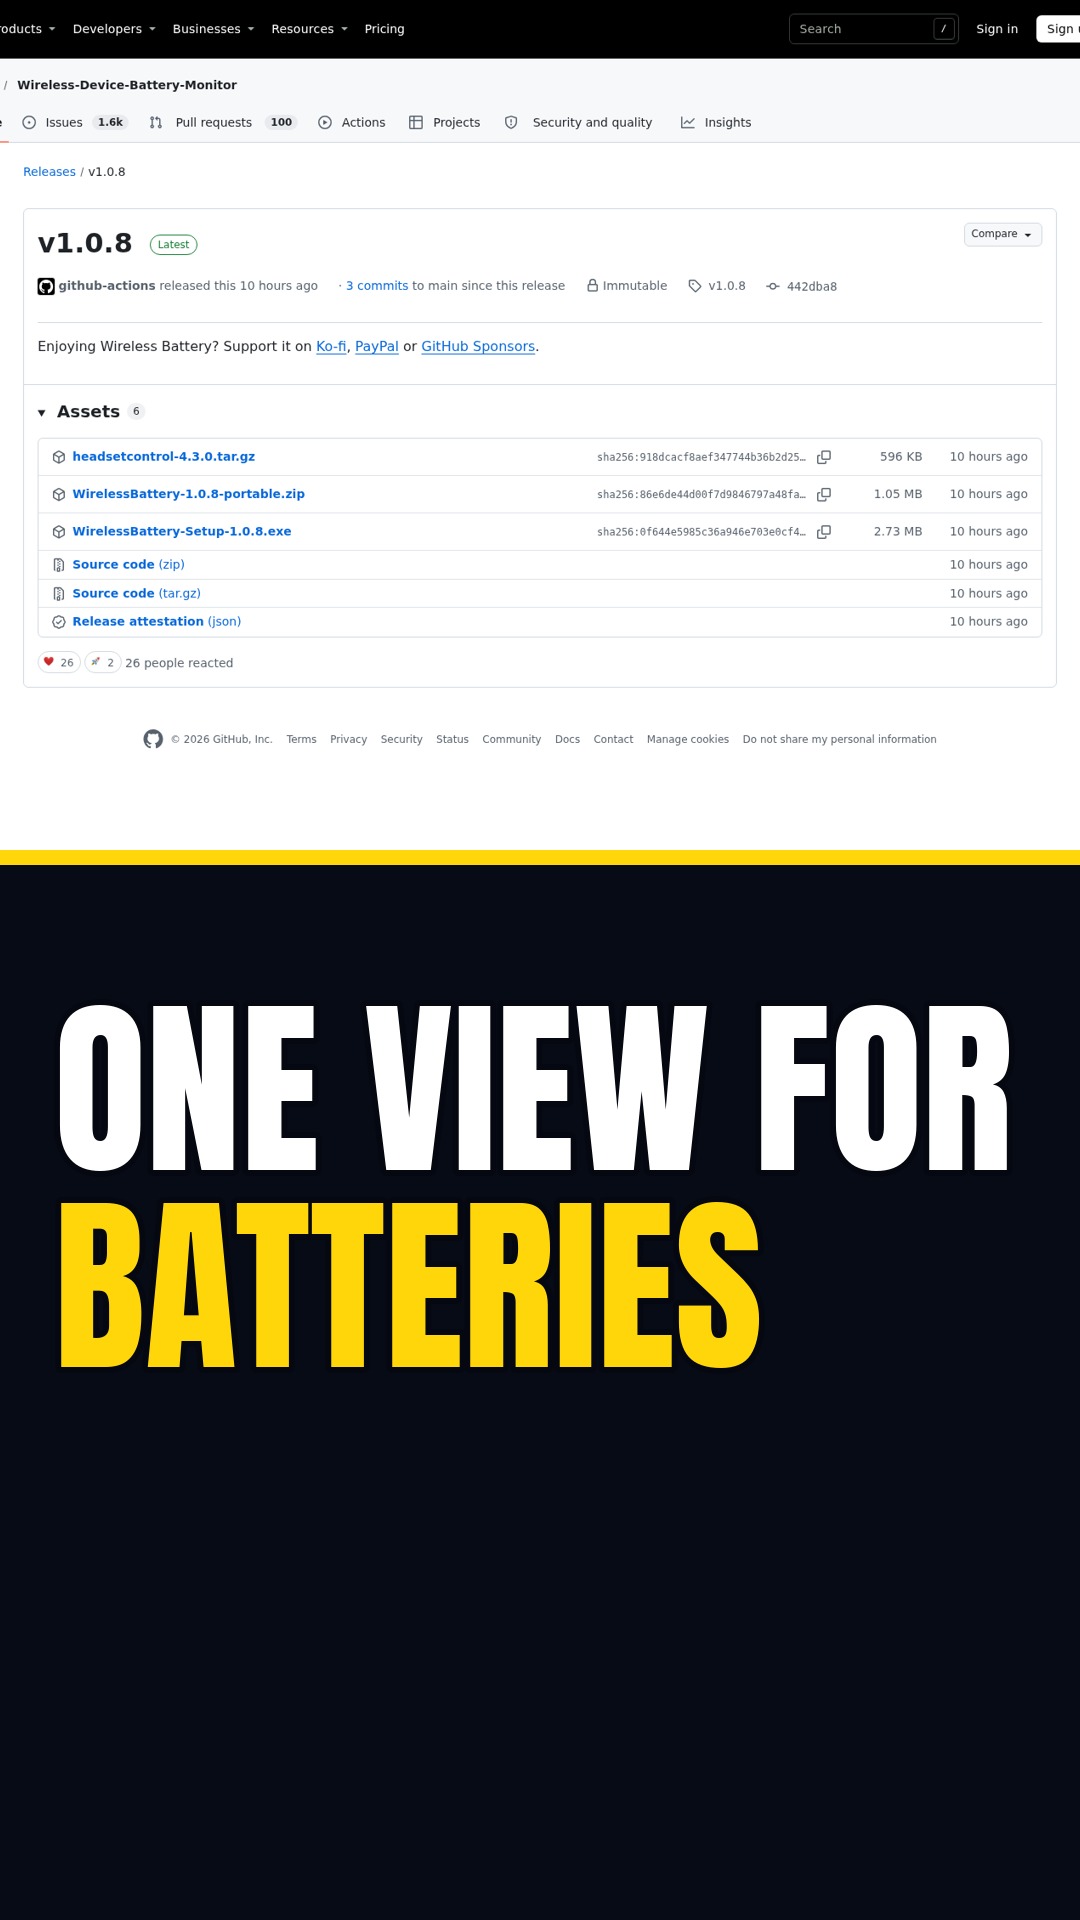 oducts Developers Businesses Resources Pricing Search / Sign in Sign u
/ Wireless-Device-Battery-Monitor
e Issues 1.6k Pull requests 100 Actions Projects Security and quality Insights
Releases / v1.0.8
v1.0.8 Latest Compare
github-actions released this 10 hours ago · 3 commits to main since this release Immutable v1.0.8 442dba8
Enjoying Wireless Battery? Support it on Ko-fi, PayPal or GitHub Sponsors.
Assets 6
headsetcontrol-4.3.0.tar.gz sha256:918dcacf8aef347744b36b2d25… 596 KB 10 hours ago
WirelessBattery-1.0.8-portable.zip sha256:86e6de44d00f7d9846797a48fa… 1.05 MB 10 hours ago
WirelessBattery-Setup-1.0.8.exe sha256:0f644e5985c36a946e703e0cf4… 2.73 MB 10 hours ago
Source code (zip) 10 hours ago
Source code (tar.gz) 10 hours ago
Release attestation (json) 10 hours ago
26 2 26 people reacted
© 2026 GitHub, Inc. Terms Privacy Security Status Community Docs Contact Manage cookies Do not share my personal information
ONE VIEW FOR
BATTERIES